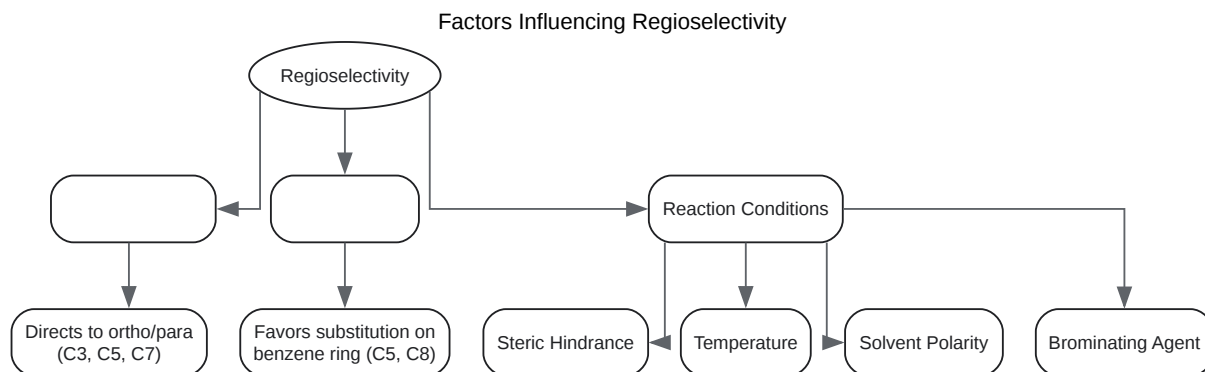 Factors Influencing Regioselectivity
Regioselectivity
Reaction Conditions
Directs to ortho/para
(C3, C5, C7)
Favors substitution on
benzene ring (C5, C8)
Steric Hindrance
Temperature
Solvent Polarity
Brominating Agent